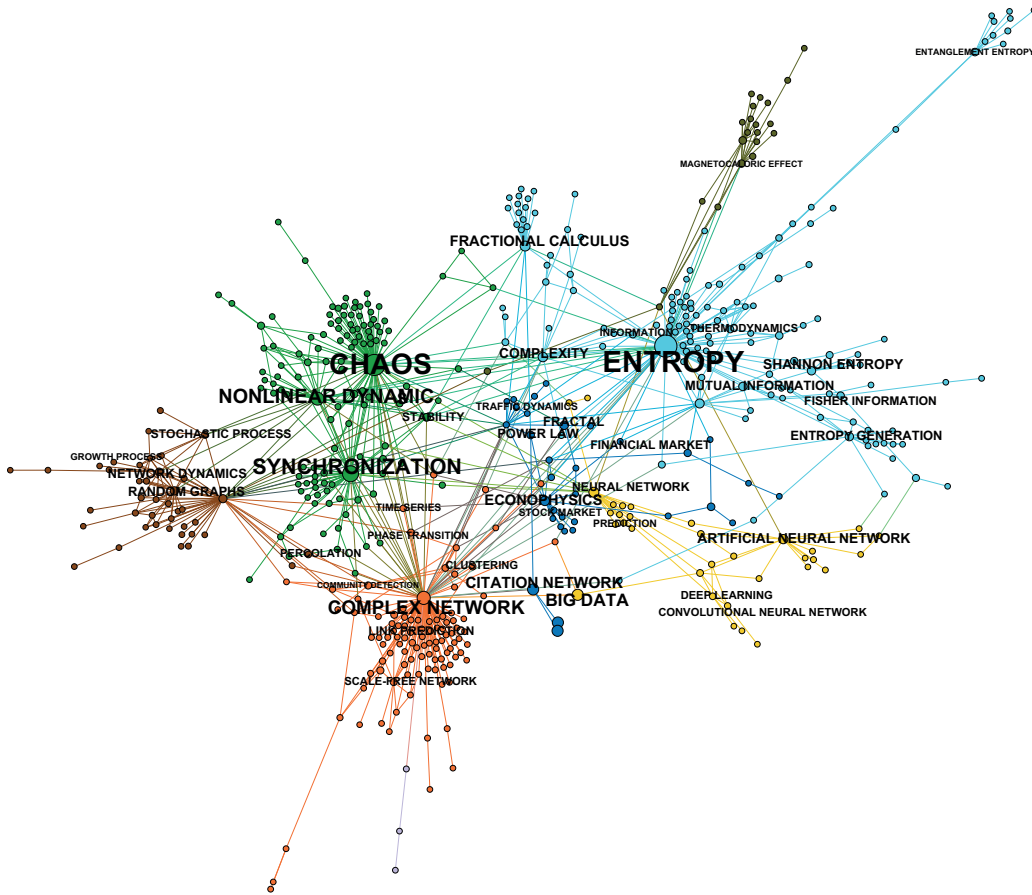 ENTANGLEMENT ENTROPY
MAGNETOCALORIC EFFECT
FRACTIONAL CALCULUS
INFORMATION
THERMODYNAMICS
CHAOS
COMPLEXITY
ENTROPY
SHANNON ENTROPY
MUTUAL INFORMATION
NONLINEAR DYNAMIC
FISHER INFORMATION
TRAFFIC DYNAMICS
STABILITY
FRACTAL
STOCHASTIC PROCESS
POWER LAW
ENTROPY GENERATION
FINANCIAL MARKET
GROWTH PROCESS
SYNCHRONIZATION
NETWORK DYNAMICS
NEURAL NETWORK
RANDOM GRAPHS
ECONOPHYSICS
TIME SERIES
STOCK MARKET
PREDICTION
PHASE TRANSITION
ARTIFICIAL NEURAL NETWORK
PERCOLATION
CLUSTERING
COMMUNITY DETECTION
CITATION NETWORK
DEEP LEARNING
BIG DATA
COMPLEX NETWORK
CONVOLUTIONAL NEURAL NETWORK
LINK PREDICTION
SCALE-FREE NETWORK